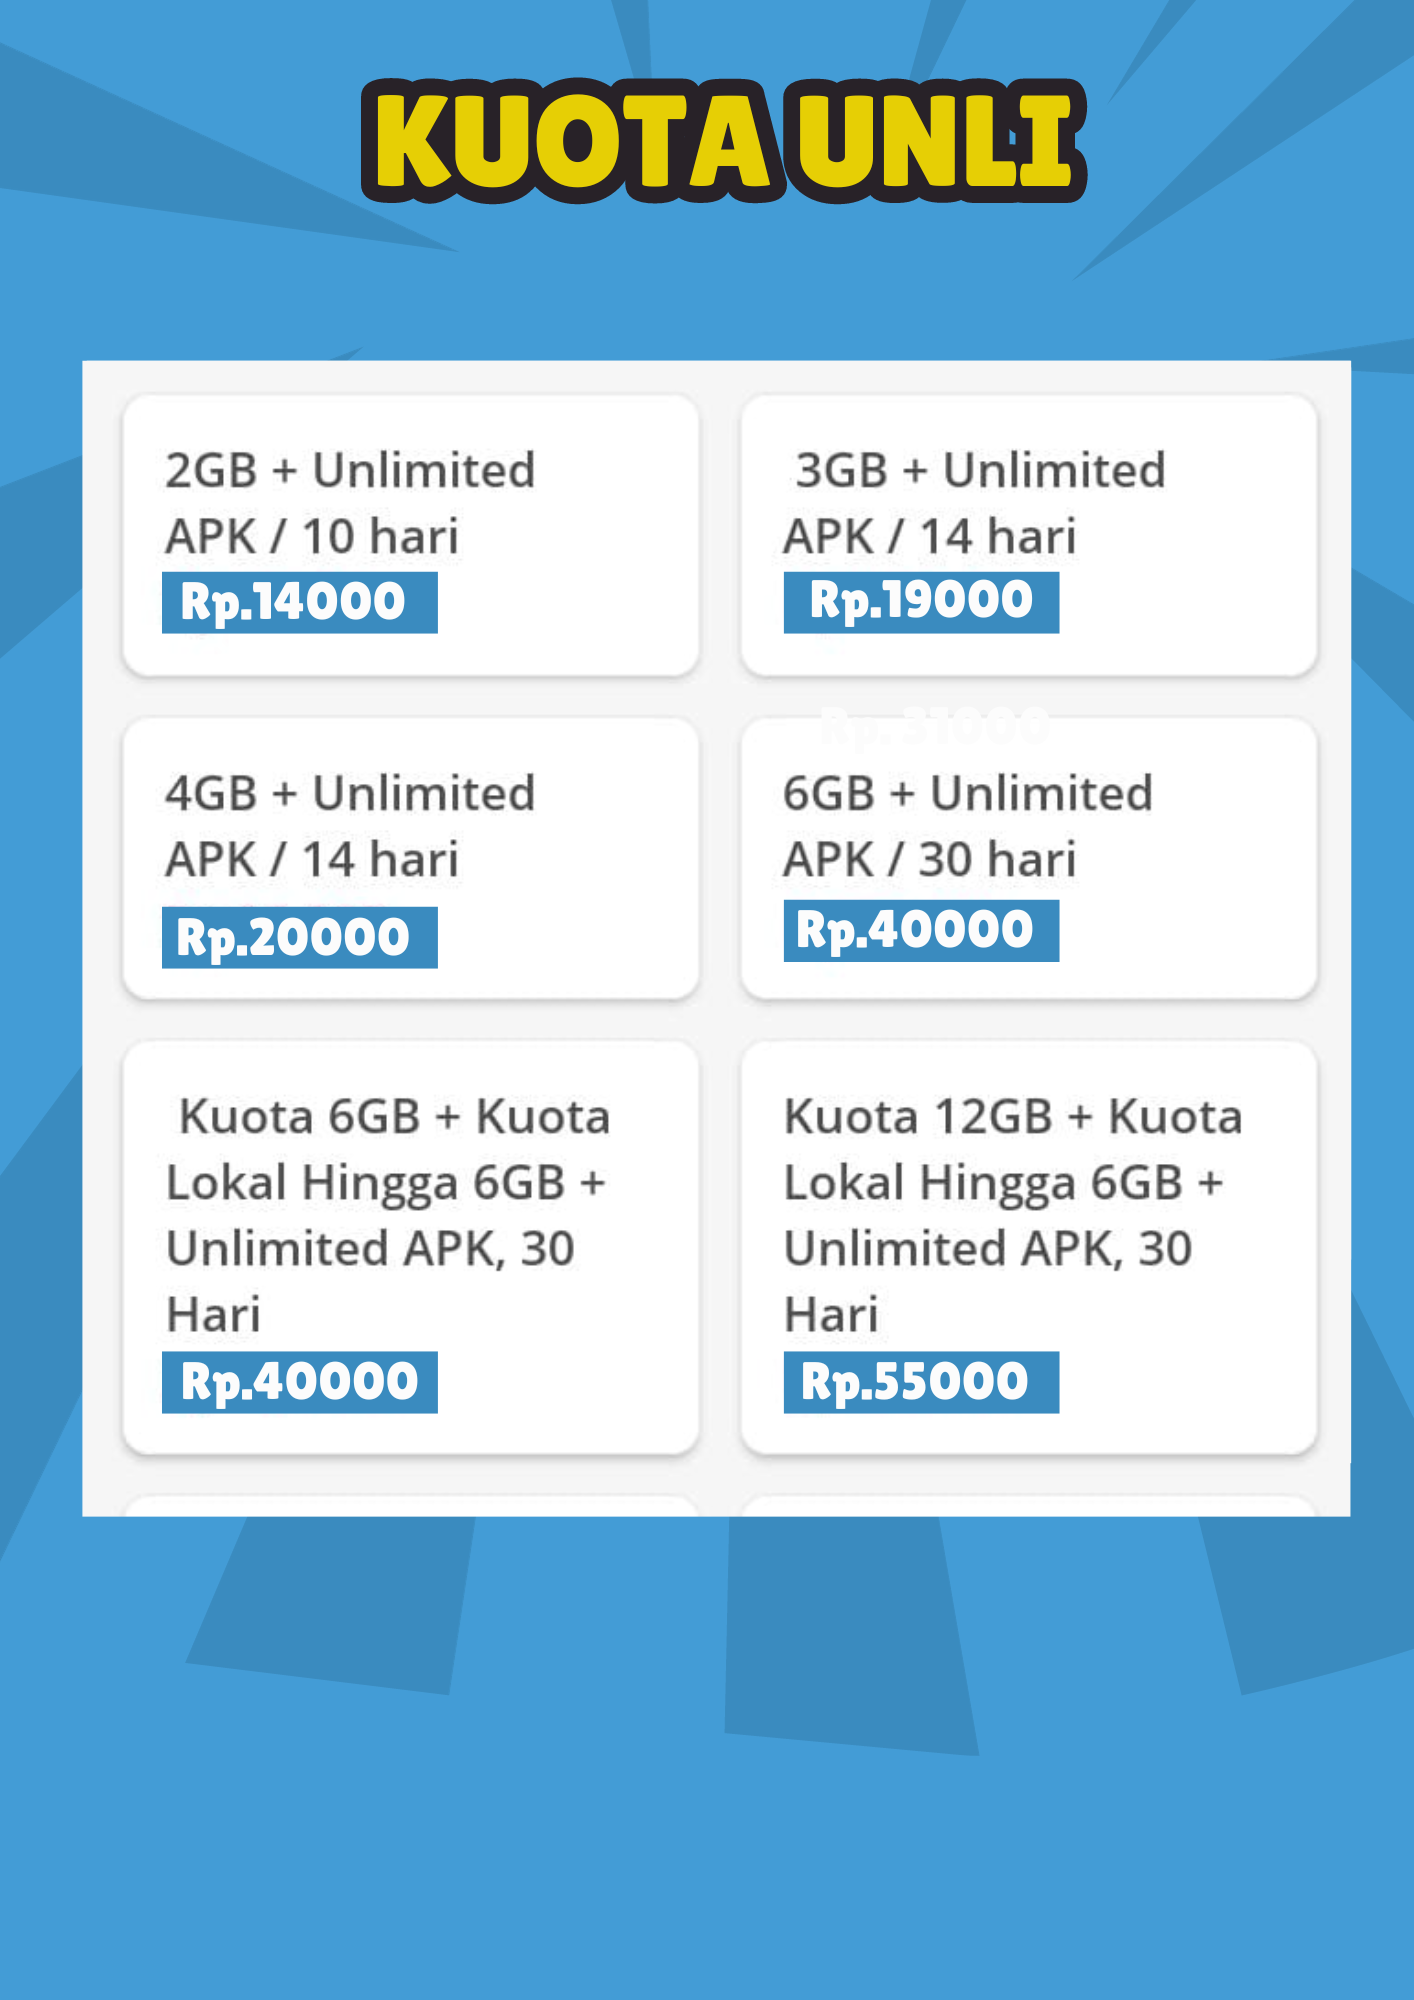 KUOTA UNLI
2GB + Unlimited
APK / 10 hari
Rp.14000
3GB + Unlimited
APK / 14 hari
Rp.19000
4GB + Unlimited
APK / 14 hari
Rp.20000
Rp. 31000
6GB + Unlimited
APK / 30 hari
Rp.40000
Kuota 6GB + Kuota
Lokal Hingga 6GB +
Unlimited APK, 30
Hari
Rp.40000
Kuota 12GB + Kuota
Lokal Hingga 6GB +
Unlimited APK, 30
Hari
Rp.55000